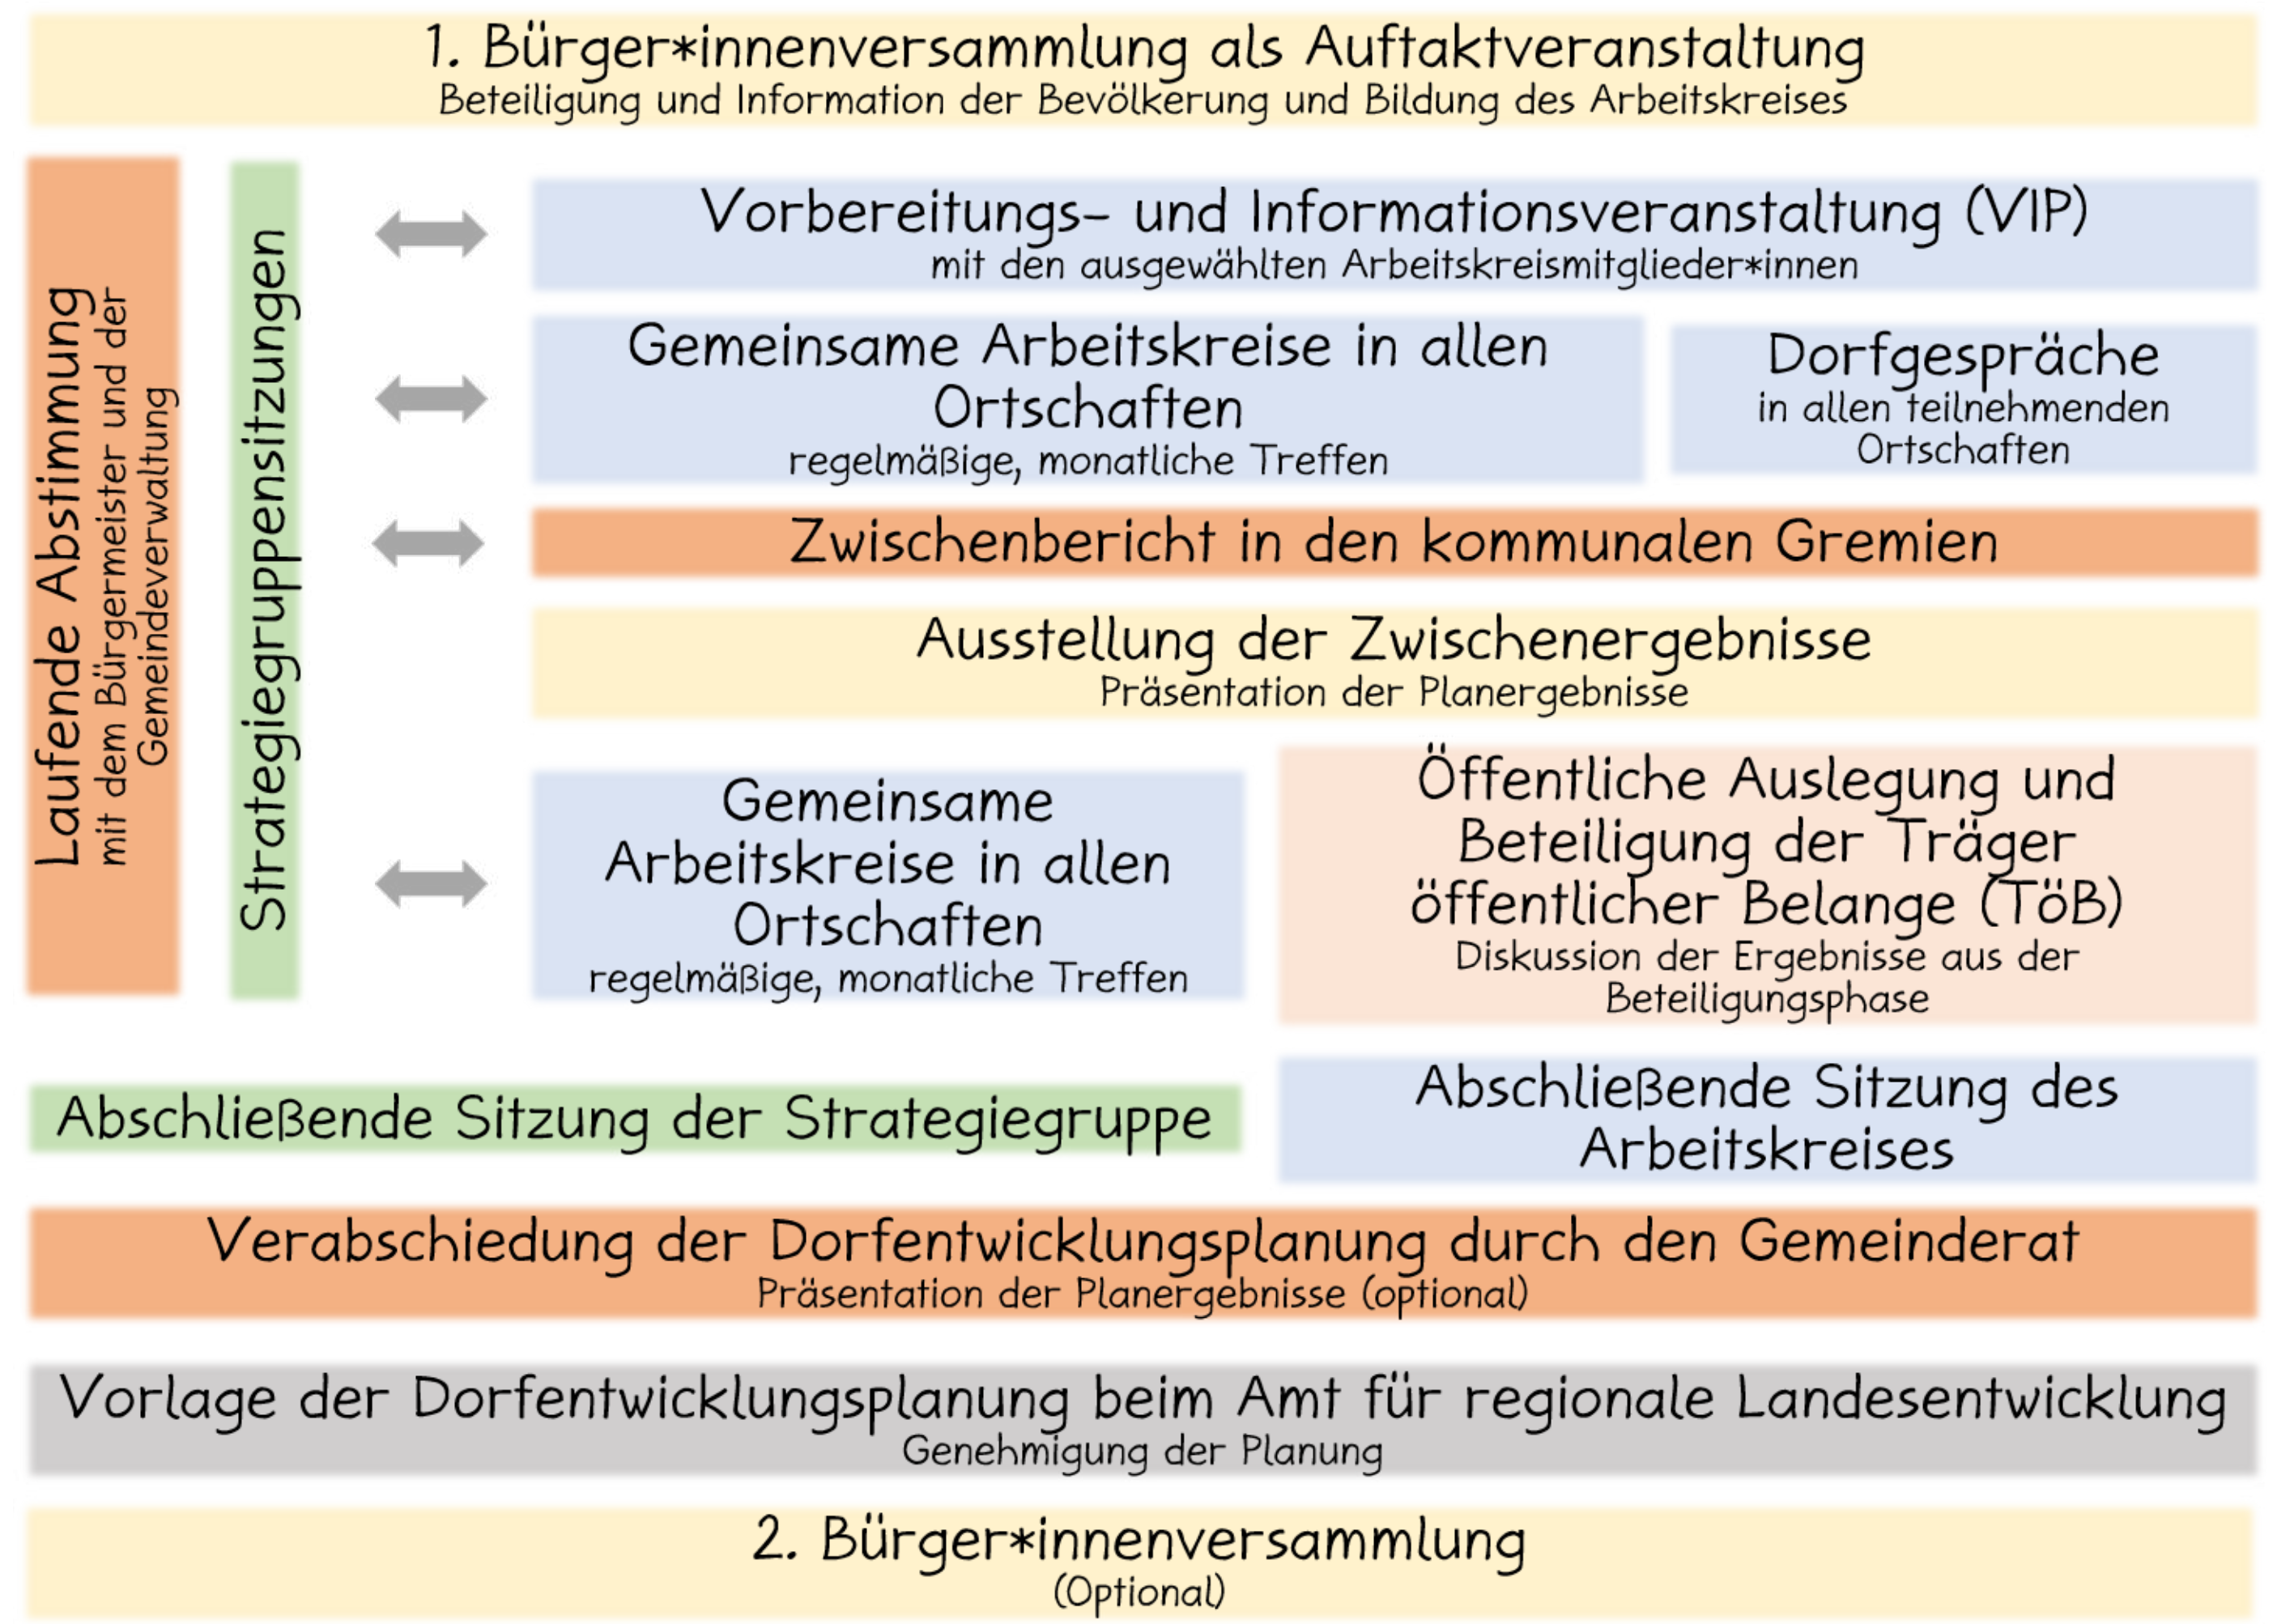 1. Bürger*innenversammlung als Auftaktveranstaltung
Beteiligung und Information der Bevölkerung und Bildung des Arbeitskreises
Laufende Abstimmung
mit dem Bürgermeister und der
Gemeindeverwaltung
Strategiegruppensitzungen
Vorbereitungs- und Informationsveranstaltung (VIP)
mit den ausgewählten Arbeitskreismitglieder*innen
Gemeinsame Arbeitskreise in allen
Ortschaften
regelmäßige, monatliche Treffen
Dorfgespräche
in allen teilnehmenden
Ortschaften
Zwischenbericht in den kommunalen Gremien
Ausstellung der Zwischenergebnisse
Präsentation der Planergebnisse
Gemeinsame
Arbeitskreise in allen
Ortschaften
regelmäßige, monatliche Treffen
Öffentliche Auslegung und
Beteiligung der Träger
öffentlicher Belange (TöB)
Diskussion der Ergebnisse aus der
Beteiligungsphase
Abschließende Sitzung der Strategiegruppe
Abschließende Sitzung des
Arbeitskreises
Verabschiedung der Dorfentwicklungsplanung durch den Gemeinderat
Präsentation der Planergebnisse (optional)
Vorlage der Dorfentwicklungsplanung beim Amt für regionale Landesentwicklung
Genehmigung der Planung
2. Bürger*innenversammlung
(Optional)